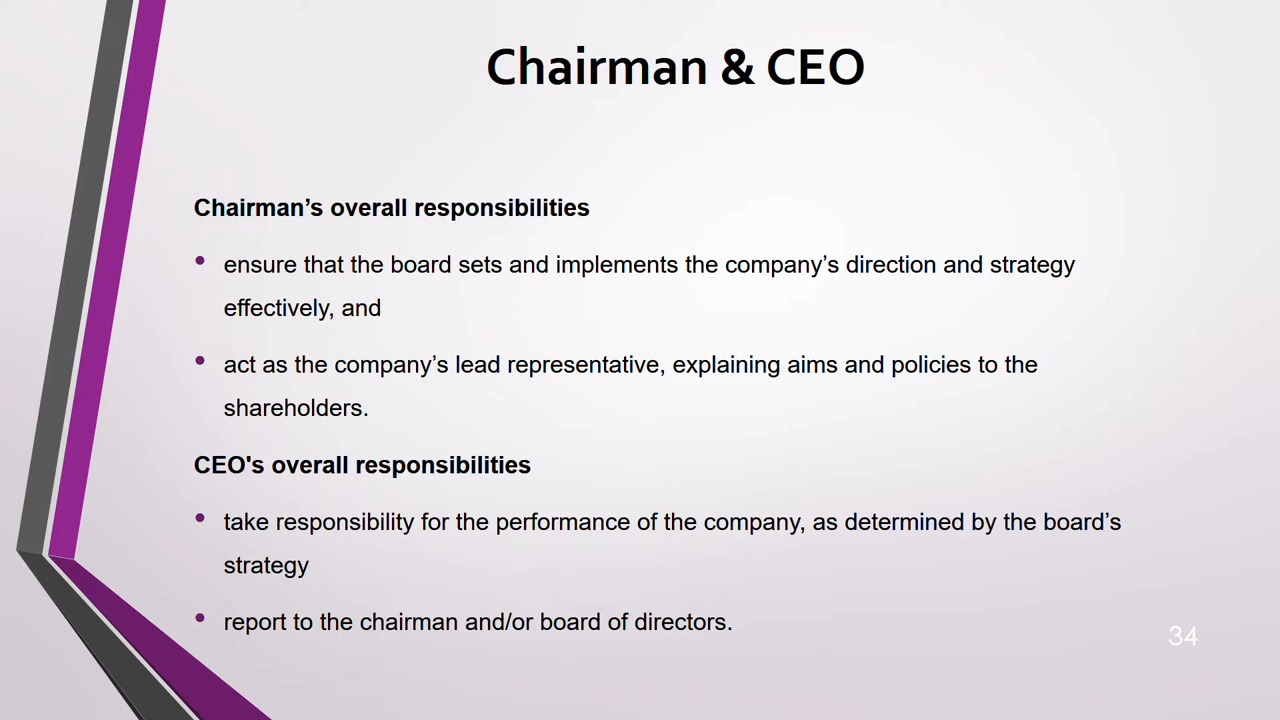 Chairman & CEO
Chairman’s overall responsibilities
• ensure that the board sets and implements the company’s direction and strategy
effectively, and
• act as the company’s lead representative, explaining aims and policies to the
shareholders.
CEO's overall responsibilities
• take responsibility for the performance of the company, as determined by the board’s
strategy
• report to the chairman and/or board of directors.
34